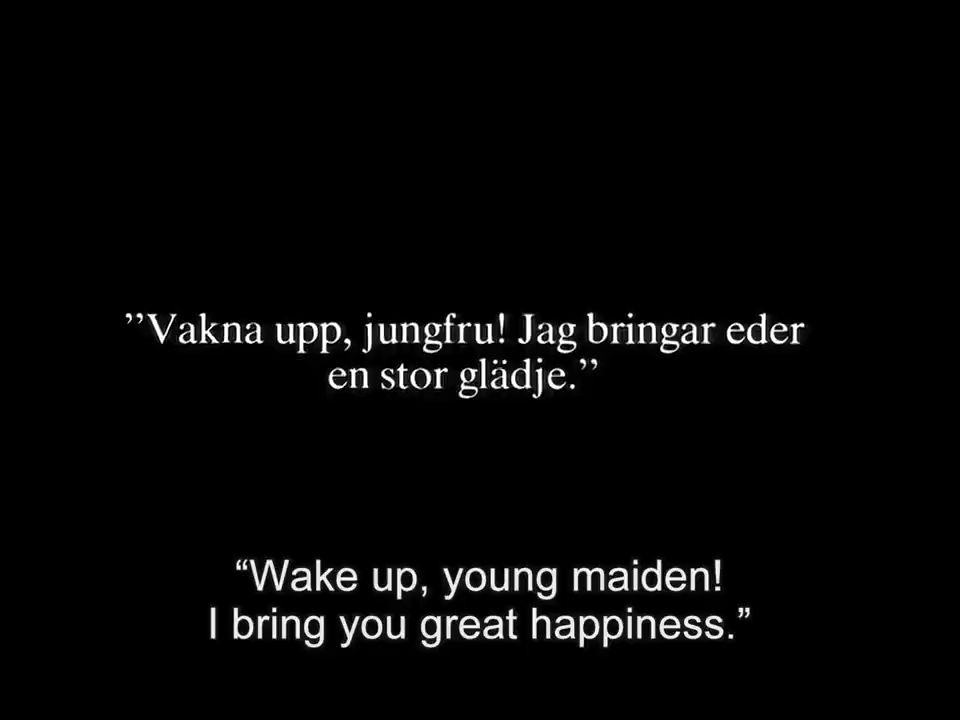 ”Vakna upp, jungfru! Jag bringar eder
en stor glädje.”
“Wake up, young maiden!
I bring you great happiness.”